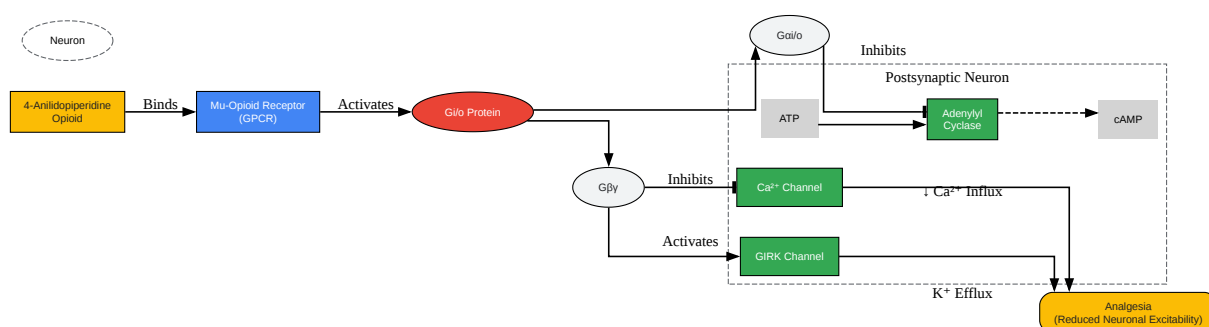 Neuron
Gαi/o
Inhibits
Postsynaptic Neuron
4-Anilidopiperidine
Opioid
Binds
Mu-Opioid Receptor
(GPCR)
Activates
Gi/o Protein
ATP
Adenylyl
Cyclase
cAMP
Gβγ
Inhibits
Ca²⁺ Channel
↓ Ca²⁺ Influx
Activates
GIRK Channel
K⁺ Efflux
Analgesia
(Reduced Neuronal Excitability)